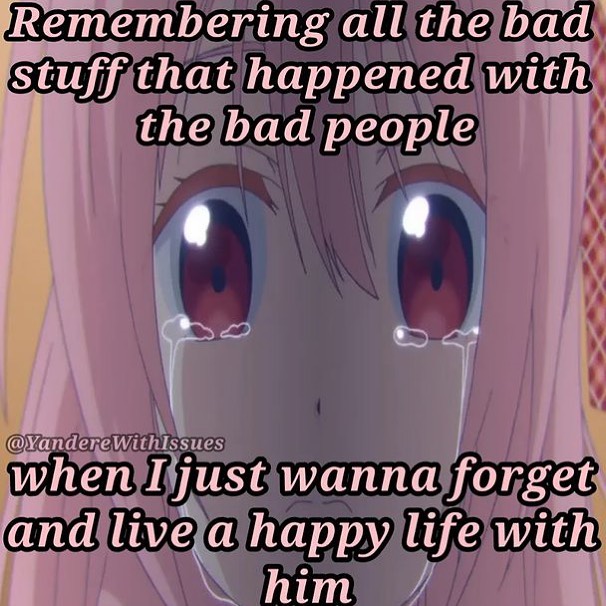 Remembering all the bad
stuff that happened with
the bad people
@YandereWithIssues
when I just wanna forget
and live a happy life with
him